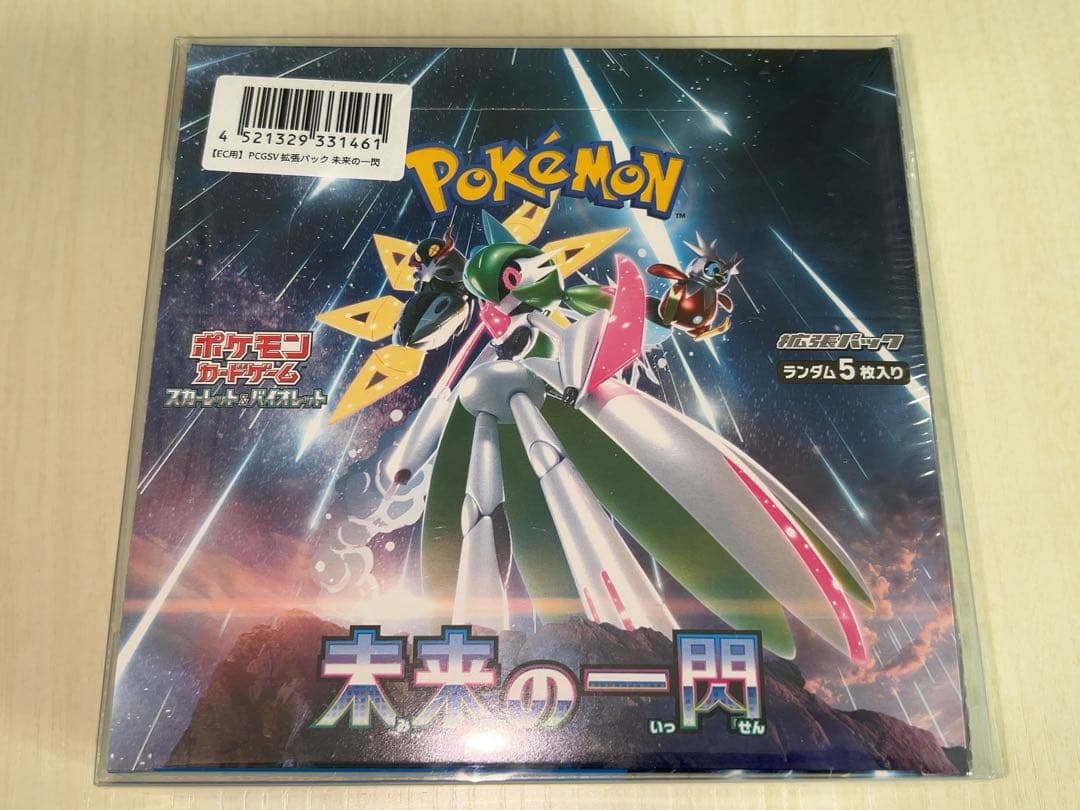 4 521329 331461
【EC用】 PCGSV 拡張パック 未来の一閃
POKéMON
TM
ポケモン
カードゲーム
スカーレット&バイオレット
拡張パック
ランダム5枚入り
未来の一閃
み いっ せん